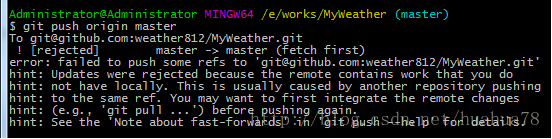 Administrator@Administrator MINGW64 /e/works/MyWeather (master)
$ git push origin master
To git@github.com:weather812/MyWeather.git
 ! [rejected]        master -> master (fetch first)
error: failed to push some refs to 'git@github.com:weather812/MyWeather.git'
hint: Updates were rejected because the remote contains work that you do
hint: not have locally. This is usually caused by another repository pushing
hint: to the same ref. You may want to first integrate the remote changes
hint: (e.g., 'git pull ...') before pushing again.
hint: See the 'Note about fast-forwards' in 'git push --help' for details.